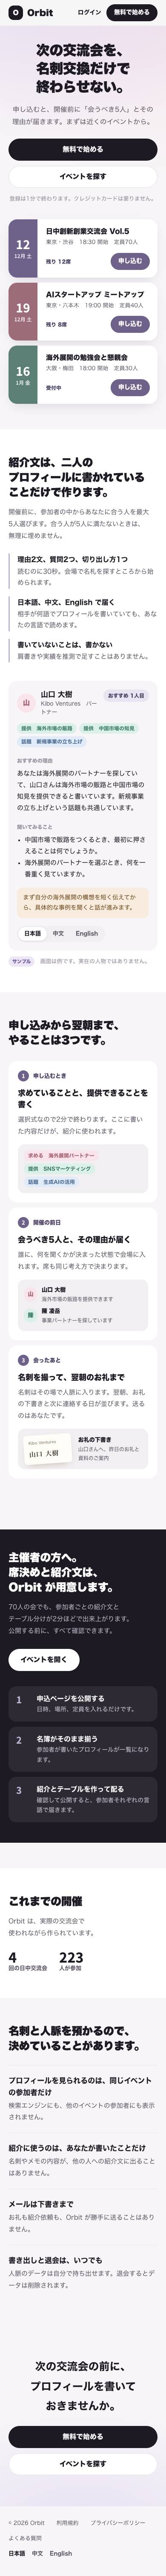 O Orbit ログイン 無料で始める
次の交流会を、
名刺交換だけで
終わらせない。
申し込むと、開催前に「会うべき5人」とその
理由が届きます。まずは近くのイベントから。
無料で始める
イベントを探す
登録は1分で終わります。クレジットカードは要りません。
12
12月 土
日中創新創業交流会 Vol.5
東京・渋谷 18:30 開始 定員70人
残り 12席
申し込む
19
12月 土
AIスタートアップ ミートアップ
東京・六本木 19:00 開始 定員40人
残り 8席
申し込む
16
1月 金
海外展開の勉強会と懇親会
大阪・梅田 18:00 開始 定員30人
受付中
申し込む
紹介文は、二人の
プロフィールに書かれている
ことだけで作ります。
開催前に、参加者の中からあなたに合う人を最大
5人選びます。合う人が5人に満たないときは、
無理に埋めません。
理由2文、質問2つ、切り出し方1つ
読むのに30秒。会場で名札を探すところから始
められます。
日本語、中文、English で届く
相手が何語でプロフィールを書いていても、あな
たの言語で読めます。
書いていないことは、書かない
肩書きや実績を推測で足すことはありません。
山
山口 大樹
Kibo Ventures パー
トナー
おすすめ 1人目
提供 海外市場の販路
提供 中国市場の知見
話題 新規事業の立ち上げ
おすすめの理由
あなたは海外展開のパートナーを探してい
て、山口さんは海外市場の販路と中国市場の
知見を提供できると書いています。新規事業
の立ち上げという話題も共通しています。
聞いてみること
• 中国市場で販路をつくるとき、最初に押さ
えることは何でしょうか。
• 海外展開のパートナーを選ぶとき、何を一
番重く見ていますか。
まず自分の海外展開の構想を短く伝えてか
ら、具体的な事例を聞くと話が進みます。
日本語 中文 English
サンプル 画面は例です。実在の人物ではありません。
申し込みから翌朝まで、
やることは3つです。
1 申し込むとき
求めていることと、提供できることを
書く
選択式なので2分で終わります。ここに書い
た内容だけが、紹介に使われます。
求める 海外展開パートナー
提供 SNSマーケティング
話題 生成AIの活用
2 開催の前日
会うべき5人と、その理由が届く
誰に、何を聞くかが決まった状態で会場に入
れます。席も同じ考え方で決まります。
山
山口 大樹
海外市場の販路を提供できます
陳
陳 凌岳
事業パートナーを探しています
3 会ったあと
名刺を撮って、翌朝のお礼まで
名刺はその場で人脈に入ります。翌朝、お礼
の下書きと次に連絡する日が並びます。送る
のはあなたです。
Kibo Ventures
山口 大樹
お礼の下書き
山口さんへ、昨日のお礼と
資料のご案内
主催者の方へ。
席決めと紹介文は、
Orbit が用意します。
70人の会でも、参加者ごとの紹介文と
テーブル分けが2分ほどで出来上がります。
公開する前に、すべて確認できます。
イベントを開く
1 申込ページを公開する
日時、場所、定員を入れるだけです。
2 名簿がそのまま揃う
参加者が書いたプロフィールが一覧になりま
す。
3 紹介とテーブルを作って配る
確認して公開すると、参加者それぞれの言
語で届きます。
これまでの開催
Orbit は、実際の交流会で
使われながら作られています。
4
回の日中交流会
223
人が参加
名刺と人脈を預かるので、
決めていることがあります。
プロフィールを見られるのは、同じイベント
の参加者だけ
検索エンジンにも、他のイベントの参加者にも表示
されません。
紹介に使うのは、あなたが書いたことだけ
名刺やメモの内容が、他の人への紹介文に出ること
はありません。
メールは下書きまで
お礼も紹介依頼も、Orbit が勝手に送ることはあり
ません。
書き出しと退会は、いつでも
人脈のデータは自分で持ち出せます。退会するとデー
タは削除されます。
次の交流会の前に、
プロフィールを書いて
おきませんか。
無料で始める
イベントを探す
© 2026 Orbit 利用規約 プライバシーポリシー
よくある質問
日本語 中文 English